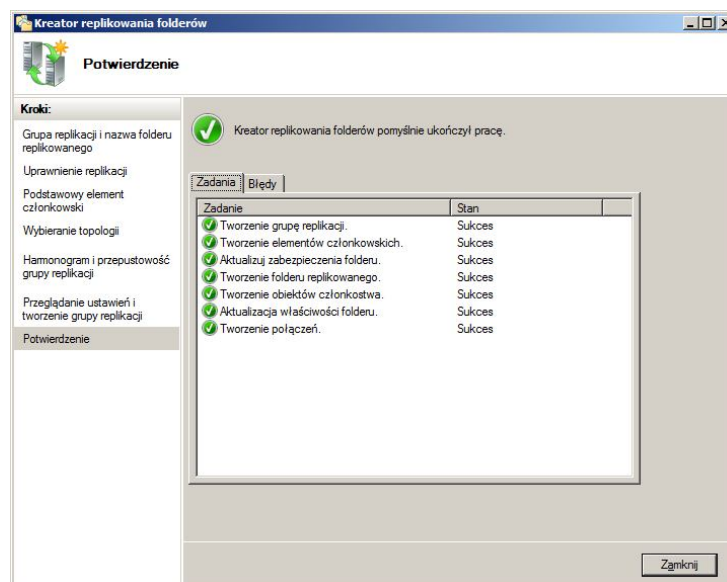 Kreator replikowania folderów
Potwierdzenie
Kroki:
Grupa replikacji i nazwa folderu
replikowanego
Uprawnienie replikacji
Podstawowy element
członkowski
Wybieranie topologii
Harmonogram i przepustowość
grupy replikacji
Przeglądanie ustawień i
tworzenie grupy replikacji
Potwierdzenie
Kreator replikowania folderów pomyślnie ukończył pracę.
Zadania Błędy
Zadanie Stan
Tworzenie grupę replikacji. Sukces
Tworzenie elementów członkowskich. Sukces
Aktualizuj zabezpieczenia folderu. Sukces
Tworzenie folderu replikowanego. Sukces
Tworzenie obiektów członkostwa. Sukces
Aktualizacja właściwości folderu. Sukces
Tworzenie połączeń. Sukces
Zamknij